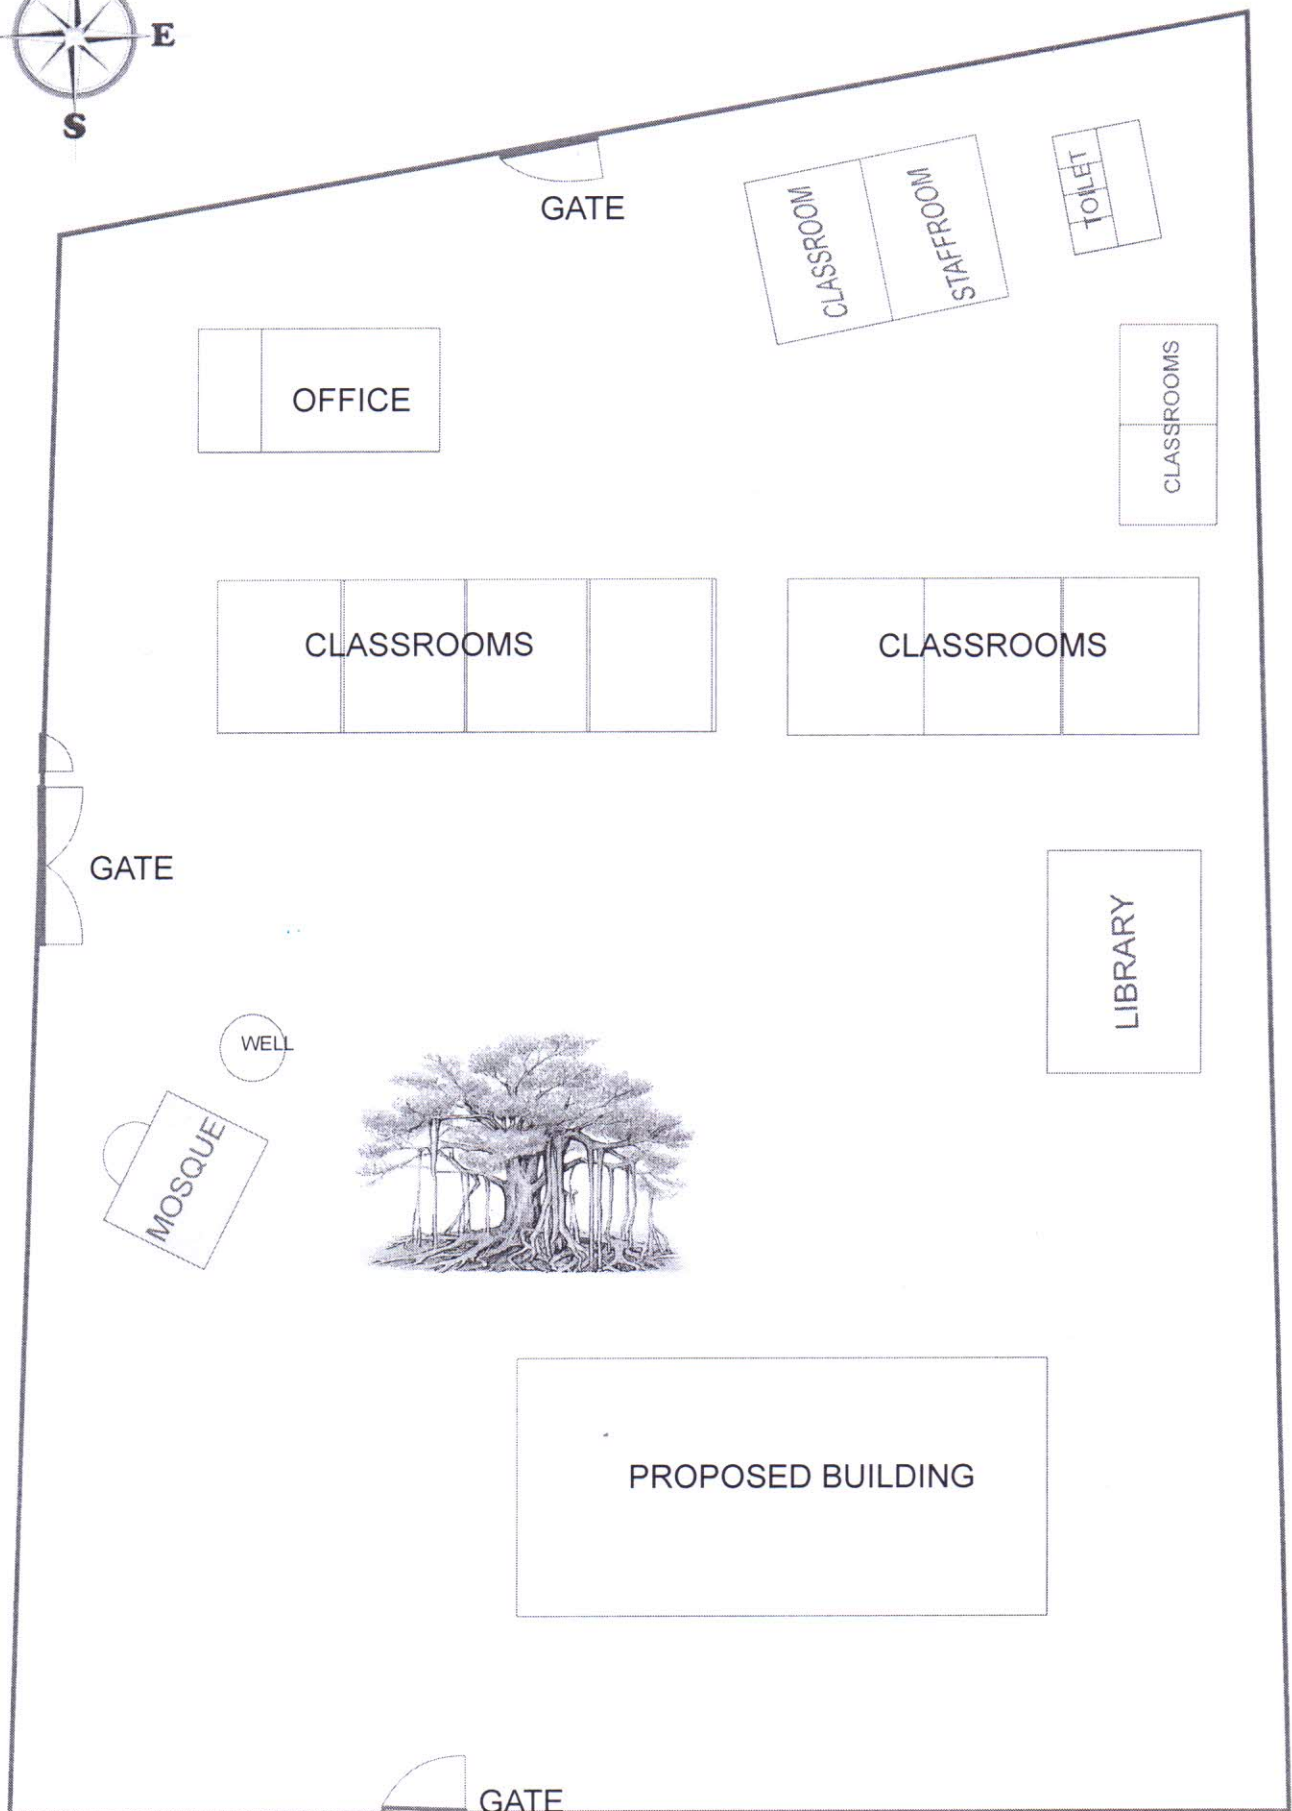 E
S
GATE
CLASSROOM
STAFFROOM
TOILET
OFFICE
CLASSROOMS
CLASSROOMS
CLASSROOMS
GATE
LIBRARY
WELL
MOSQUE
PROPOSED BUILDING
GATE